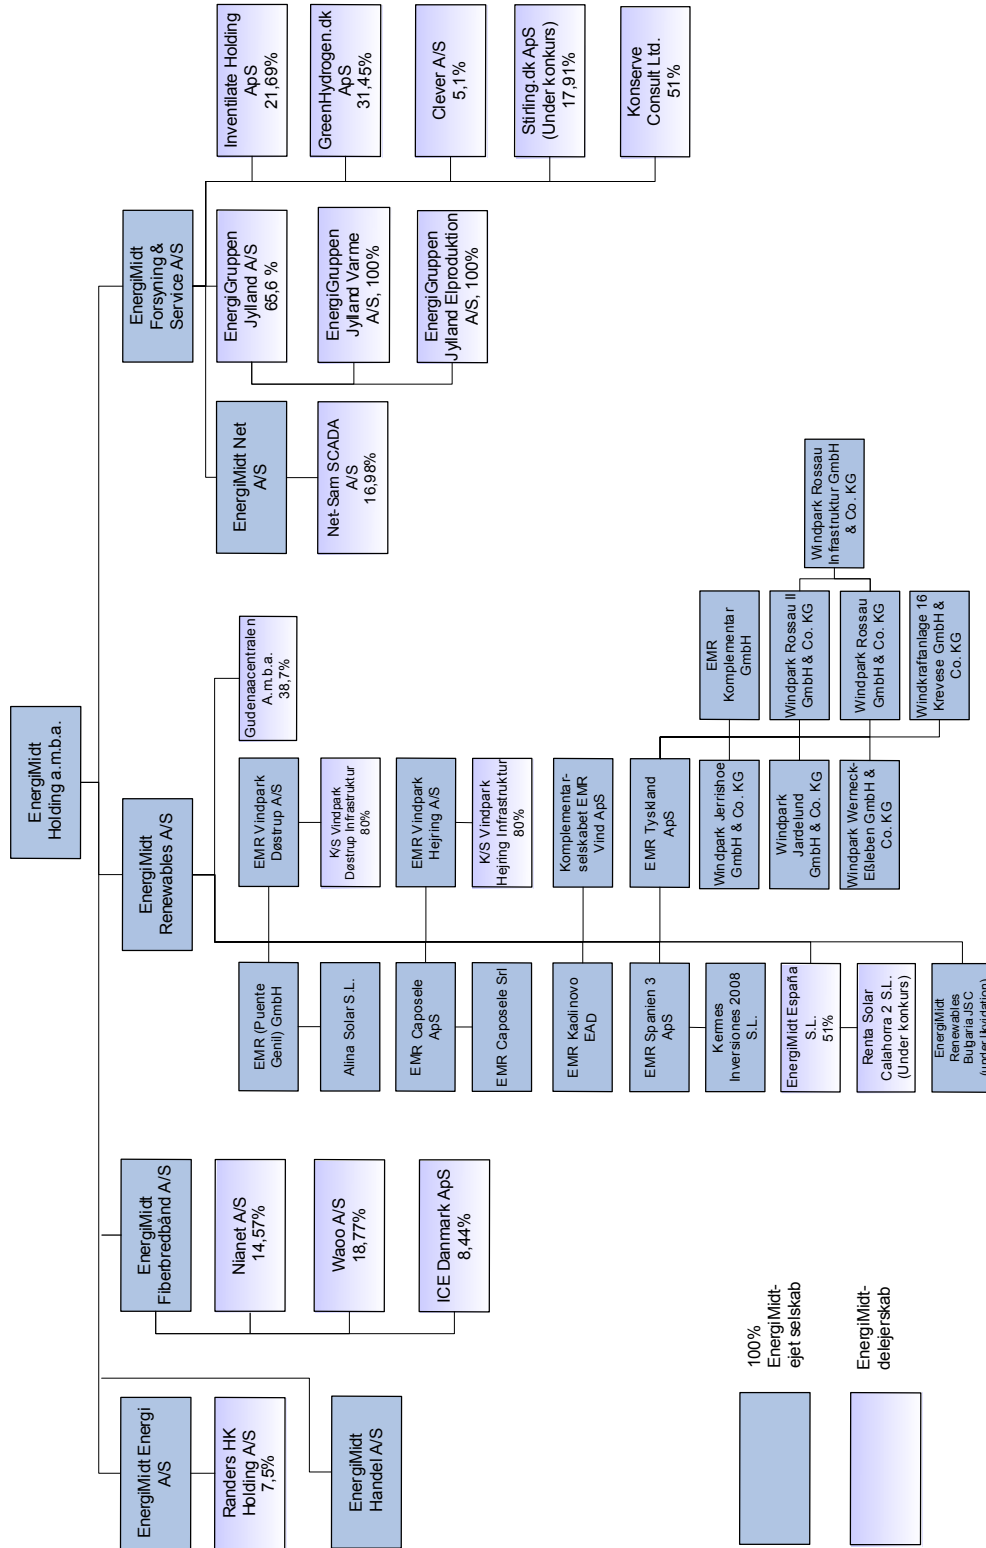 EnergiMidt
Holding a.m.b.a.
EnergiMidt Energi
A/S
Randers HK
Holding A/S
7,5%
EnergiMidt
Handel A/S
EnergiMidt
Fiberbredbånd A/S
Nianet A/S
14,57%
Waoo A/S
18,77%
ICE Danmark ApS
8,44%
EnergiMidt
Renewables A/S
EMR (Puente
Genil) GmbH
Alina Solar S.L.
EMR Caposele
ApS
EMR Caposele Srl
EMR Kaolinovo
EAD
EMR Spanien 3
ApS
Kermes
Inversiones 2008
S.L.
EnergiMidt España
S.L.
51%
Renta Solar
Calahorra 2 S.L.
(Under konkurs)
EnergiMidt
Renewables
Bulgaria JSC
(under likvidation)
Gudenaacentralen
A.m.b.a.
38,7%
EMR Vindpark
Døstrup A/S
K/S Vindpark
Døstrup Infrastruktur
80%
EMR Vindpark
Hejring A/S
K/S Vindpark
Hejring Infrastruktur
80%
Komplementar-
selskabet EMR
Vind ApS
EMR Tyskland
ApS
Windpark Jerrishoe
GmbH & Co. KG
Windpark
Jardelund
GmbH & Co. KG
Windpark Werneck-
Eßleben GmbH &
Co. KG
EMR
Komplementar
GmbH
Windpark Rossau II
GmbH & Co. KG
Windpark Rossau
GmbH & Co. KG
Windkraftanlage 16
Krevese GmbH &
Co. KG
Windpark Rossau
Infrastruktur GmbH
& Co. KG
EnergiMidt
Forsyning &
Service A/S
EnergiMidt Net
A/S
Net-Sam SCADA
A/S
16,98%
EnergiGruppen
Jylland A/S
65,6 %
EnergiGruppen
Jylland Varme
A/S, 100%
EnergiGruppen
Jylland Elproduktion
A/S, 100%
Inventilate Holding
ApS
21,69%
GreenHydrogen.dk
ApS
31,45%
Clever A/S
5,1%
Stirling.dk ApS
(Under konkurs)
17,91%
Konserve
Consult Ltd.
51%
100%
EnergiMidt-
ejet selskab
EnergiMidt-
delejerskab